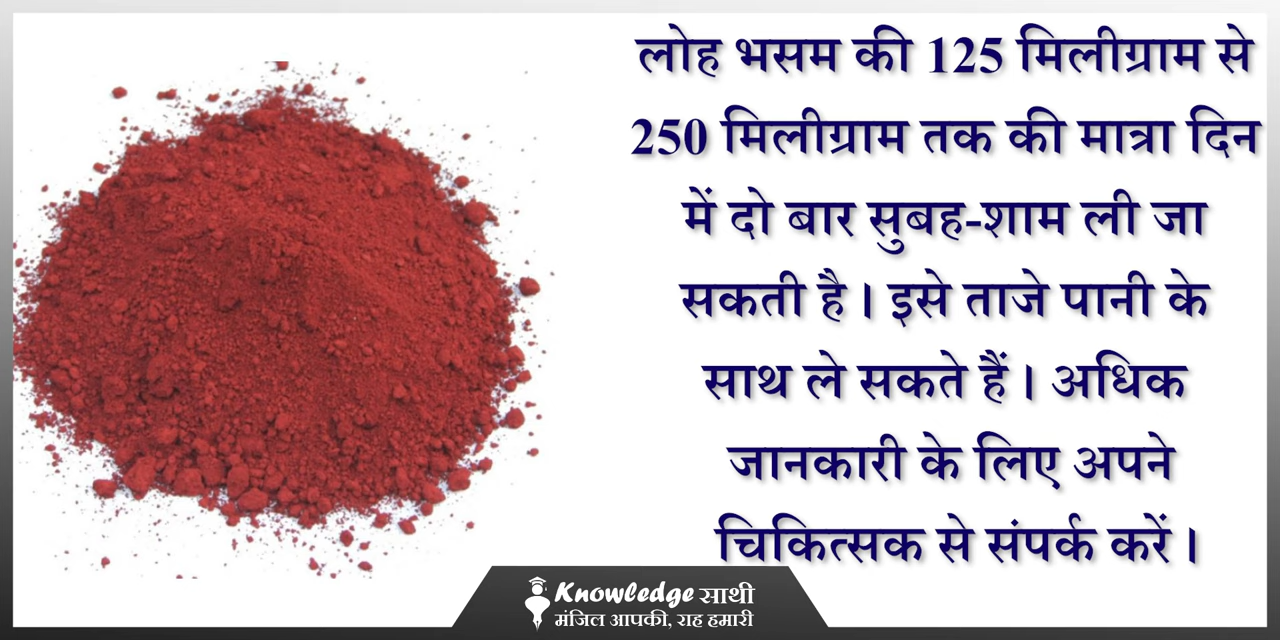 लोह भसम की 125 मिलीग्राम से
250 मिलीग्राम तक की मात्रा दिन
में दो बार सुबह-शाम ली जा
सकती है। इसे ताजे पानी के
साथ ले सकते हैं। अधिक
जानकारी के लिए अपने
चिकित्सक से संपर्क करें।
Knowledge साथी
मंजिल आपकी, राह हमारी